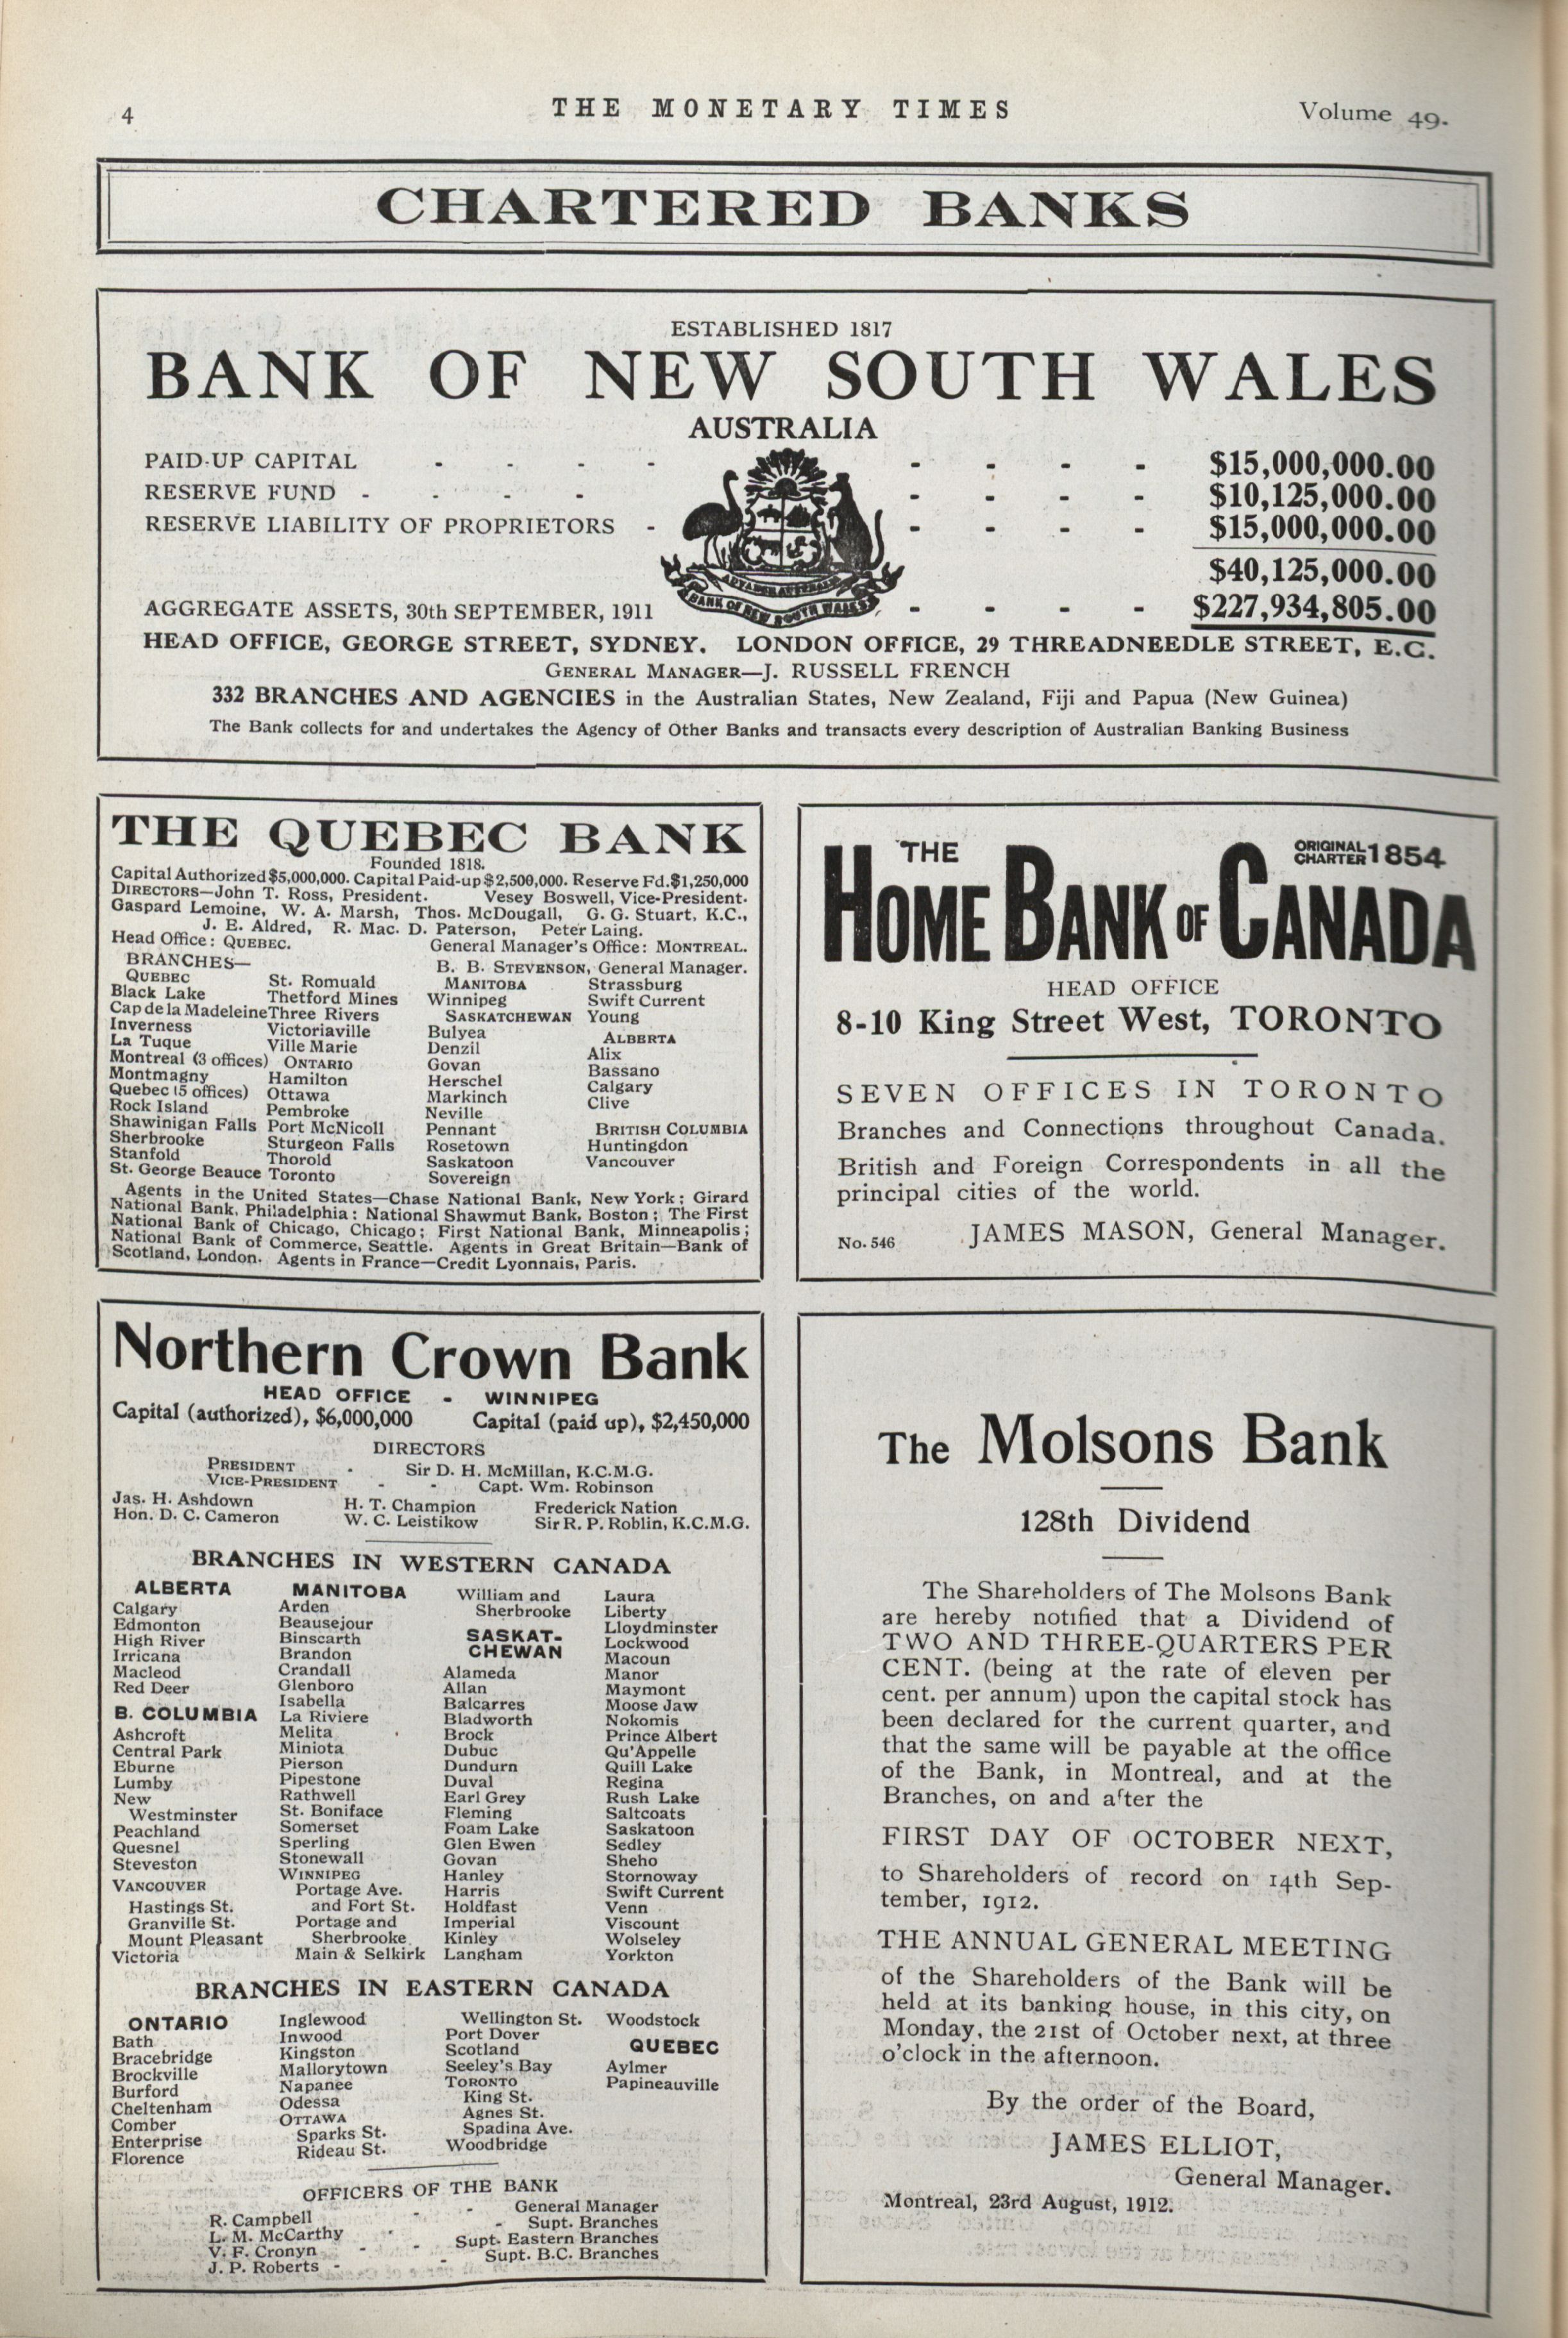 4
THE MONETARY TIMES
Volume 49.
CHARTERED BANKS
ESTABLISHED 1817
BANK OF NEW SOUTH WALES
AUSTRALIA
PAID-UP CAPITAL - - - - - - - - $15,000,000.00
RESERVE FUND - - - - - - - - $10,125,000.00
RESERVE LIABILITY OF PROPRIETORS - - - - - $15,000,000.00
$40,125,000.00
AGGREGATE ASSETS, 30th SEPTEMBER, 1911 - - - - $227,934,805.00
BANK OF NEW SOUTH WALES
HEAD OFFICE, GEORGE STREET, SYDNEY. LONDON OFFICE, 29 THREADNEEDLE STREET, E.C.
GENERAL MANAGER—J. RUSSELL FRENCH
332 BRANCHES AND AGENCIES in the Australian States, New Zealand, Fiji and Papua (New Guinea)
The Bank collects for and undertakes the Agency of Other Banks and transacts every description of Australian Banking Business
THE QUEBEC BANK
Founded 1818.
Capital Authorized $5,000,000. Capital Paid-up $2,500,000. Reserve Fd. $1,250,000
DIRECTORS—John T. Ross, President. Vesey Boswell, Vice-President.
Gaspard Lemoine, W. A. Marsh, Thos. McDougall, G. G. Stuart, K.C.,
J. E. Aldred, R. Mac. D. Paterson, Peter Laing.
Head Office: QUEBEC. General Manager's Office: MONTREAL.
BRANCHES— B. B. STEVENSON, General Manager.
QUEBEC
Black Lake
Cap de la Madeleine
Inverness
La Tuque
Montreal (3 offices)
Montmagny
Quebec (5 offices)
Rock Island
Shawinigan Falls
Sherbrooke
Stanfold
St. George Beauce
St. Romuald
Thetford Mines
Three Rivers
Victoriaville
Ville Marie
ONTARIO
Hamilton
Ottawa
Pembroke
Port McNicoll
Sturgeon Falls
Thorold
Toronto
MANITOBA
Winnipeg
SASKATCHEWAN
Bulyea
Denzil
Govan
Herschel
Markinch
Neville
Pennant
Rosetown
Saskatoon
Sovereign
Strassburg
Swift Current
Young
ALBERTA
Alix
Bassano
Calgary
Clive
BRITISH COLUMBIA
Huntingdon
Vancouver
Agents in the United States—Chase National Bank, New York; Girard
National Bank, Philadelphia; National Shawmut Bank, Boston; The First
National Bank of Chicago, Chicago; First National Bank, Minneapolis;
National Bank of Commerce, Seattle. Agents in Great Britain—Bank of
Scotland, London. Agents in France—Credit Lyonnais, Paris.
THE
ORIGINAL CHARTER 1854
HOME BANK OF CANADA
HEAD OFFICE
8-10 King Street West, TORONTO
SEVEN OFFICES IN TORONTO
Branches and Connections throughout Canada.
British and Foreign Correspondents in all the
principal cities of the world.
No. 546 JAMES MASON, General Manager.
Northern Crown Bank
HEAD OFFICE - WINNIPEG
Capital (authorized), $6,000,000 Capital (paid up), $2,450,000
DIRECTORS
PRESIDENT - Sir D. H. McMillan, K.C.M.G.
VICE-PRESIDENT - - Capt. Wm. Robinson
Jas. H. Ashdown H. T. Champion Frederick Nation
Hon. D. C. Cameron W. C. Leistikow Sir R. P. Roblin, K.C.M.G.
BRANCHES IN WESTERN CANADA
ALBERTA
Calgary
Edmonton
High River
Irricana
Macleod
Red Deer
B. COLUMBIA
Ashcroft
Central Park
Eburne
Lumby
New
Westminster
Peachland
Quesnel
Steveston
VANCOUVER
Hastings St.
Granville St.
Mount Pleasant
Victoria
MANITOBA
Arden
Beausejour
Binscarth
Brandon
Crandall
Glenboro
Isabella
La Riviere
Melita
Miniota
Pierson
Pipestone
Rathwell
St. Boniface
Somerset
Sperling
Stonewall
WINNIPEG
Portage Ave.
and Fort St.
Portage and
Sherbrooke
Main & Selkirk
William and
Sherbrooke
SASKAT-
CHEWAN
Alameda
Allan
Balcarres
Bladworth
Brock
Dubuc
Dundurn
Duval
Earl Grey
Fleming
Foam Lake
Glen Ewen
Govan
Hanley
Harris
Holdfast
Imperial
Kinley
Langham
Laura
Liberty
Lloydminster
Lockwood
Macoun
Manor
Maymont
Moose Jaw
Nokomis
Prince Albert
Qu'Appelle
Quill Lake
Regina
Rush Lake
Saltcoats
Saskatoon
Sedley
Sheho
Stornoway
Swift Current
Venn
Viscount
Wolseley
Yorkton
BRANCHES IN EASTERN CANADA
ONTARIO
Bath
Bracebridge
Brockville
Burford
Cheltenham
Comber
Enterprise
Florence
Inglewood
Inwood
Kingston
Mallorytown
Napanee
Odessa
OTTAWA
Sparks St.
Rideau St.
Wellington St.
Port Dover
Scotland
Seeley's Bay
TORONTO
King St.
Agnes St.
Spadina Ave.
Woodbridge
Woodstock
QUEBEC
Aylmer
Papineauville
OFFICERS OF THE BANK
R. Campbell - - General Manager
L. M. McCarthy - - Supt. Branches
V. F. Cronyn - - Supt. Eastern Branches
J. P. Roberts - - Supt. B.C. Branches
The Molsons Bank
128th Dividend
The Shareholders of The Molsons Bank
are hereby notified that a Dividend of
TWO AND THREE-QUARTERS PER
CENT. (being at the rate of eleven per
cent. per annum) upon the capital stock has
been declared for the current quarter, and
that the same will be payable at the office
of the Bank, in Montreal, and at the
Branches, on and after the
FIRST DAY OF OCTOBER NEXT,
to Shareholders of record on 14th Sep-
tember, 1912.
THE ANNUAL GENERAL MEETING
of the Shareholders of the Bank will be
held at its banking house, in this city, on
Monday, the 21st of October next, at three
o'clock in the afternoon.
By the order of the Board,
JAMES ELLIOT,
General Manager.
Montreal, 23rd August, 1912.